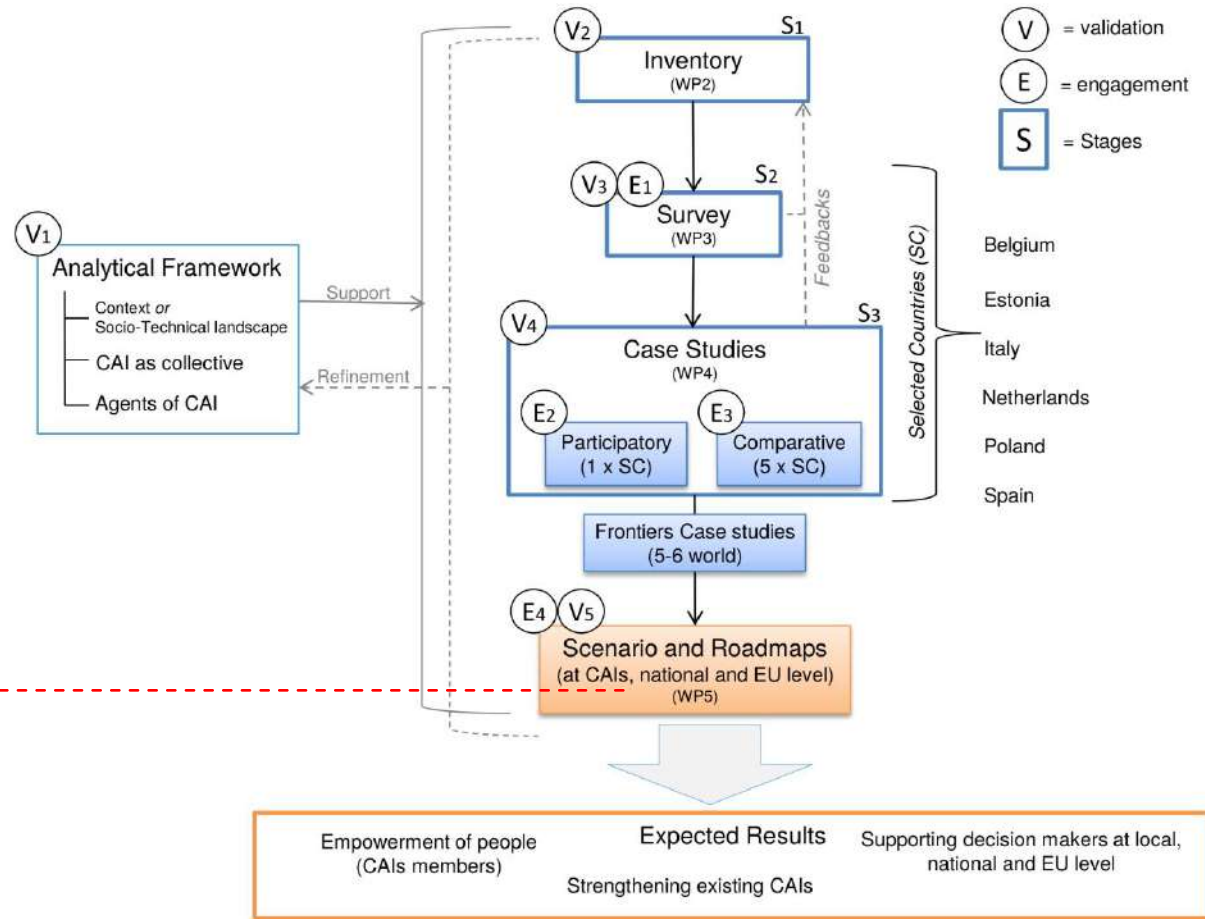 V2
S1
Inventory
(WP2)
V = validation
E = engagement
S = Stages
V3 E1
S2
Survey
(WP3)
Feedbacks
V1
Analytical Framework
Context or
Socio-Technical landscape
CAI as collective
Agents of CAI
Support
Refinement
V4
S3
Case Studies
(WP4)
E2
Participatory
(1 x SC)
E3
Comparative
(5 x SC)
Selected Countries (SC)
Belgium
Estonia
Italy
Netherlands
Poland
Spain
Frontiers Case studies
(5-6 world)
E4 V5
Scenario and Roadmaps
(at CAIs, national and EU level)
(WP5)
Expected Results
Empowerment of people
(CAIs members)
Strengthening existing CAIs
Supporting decision makers at local,
national and EU level